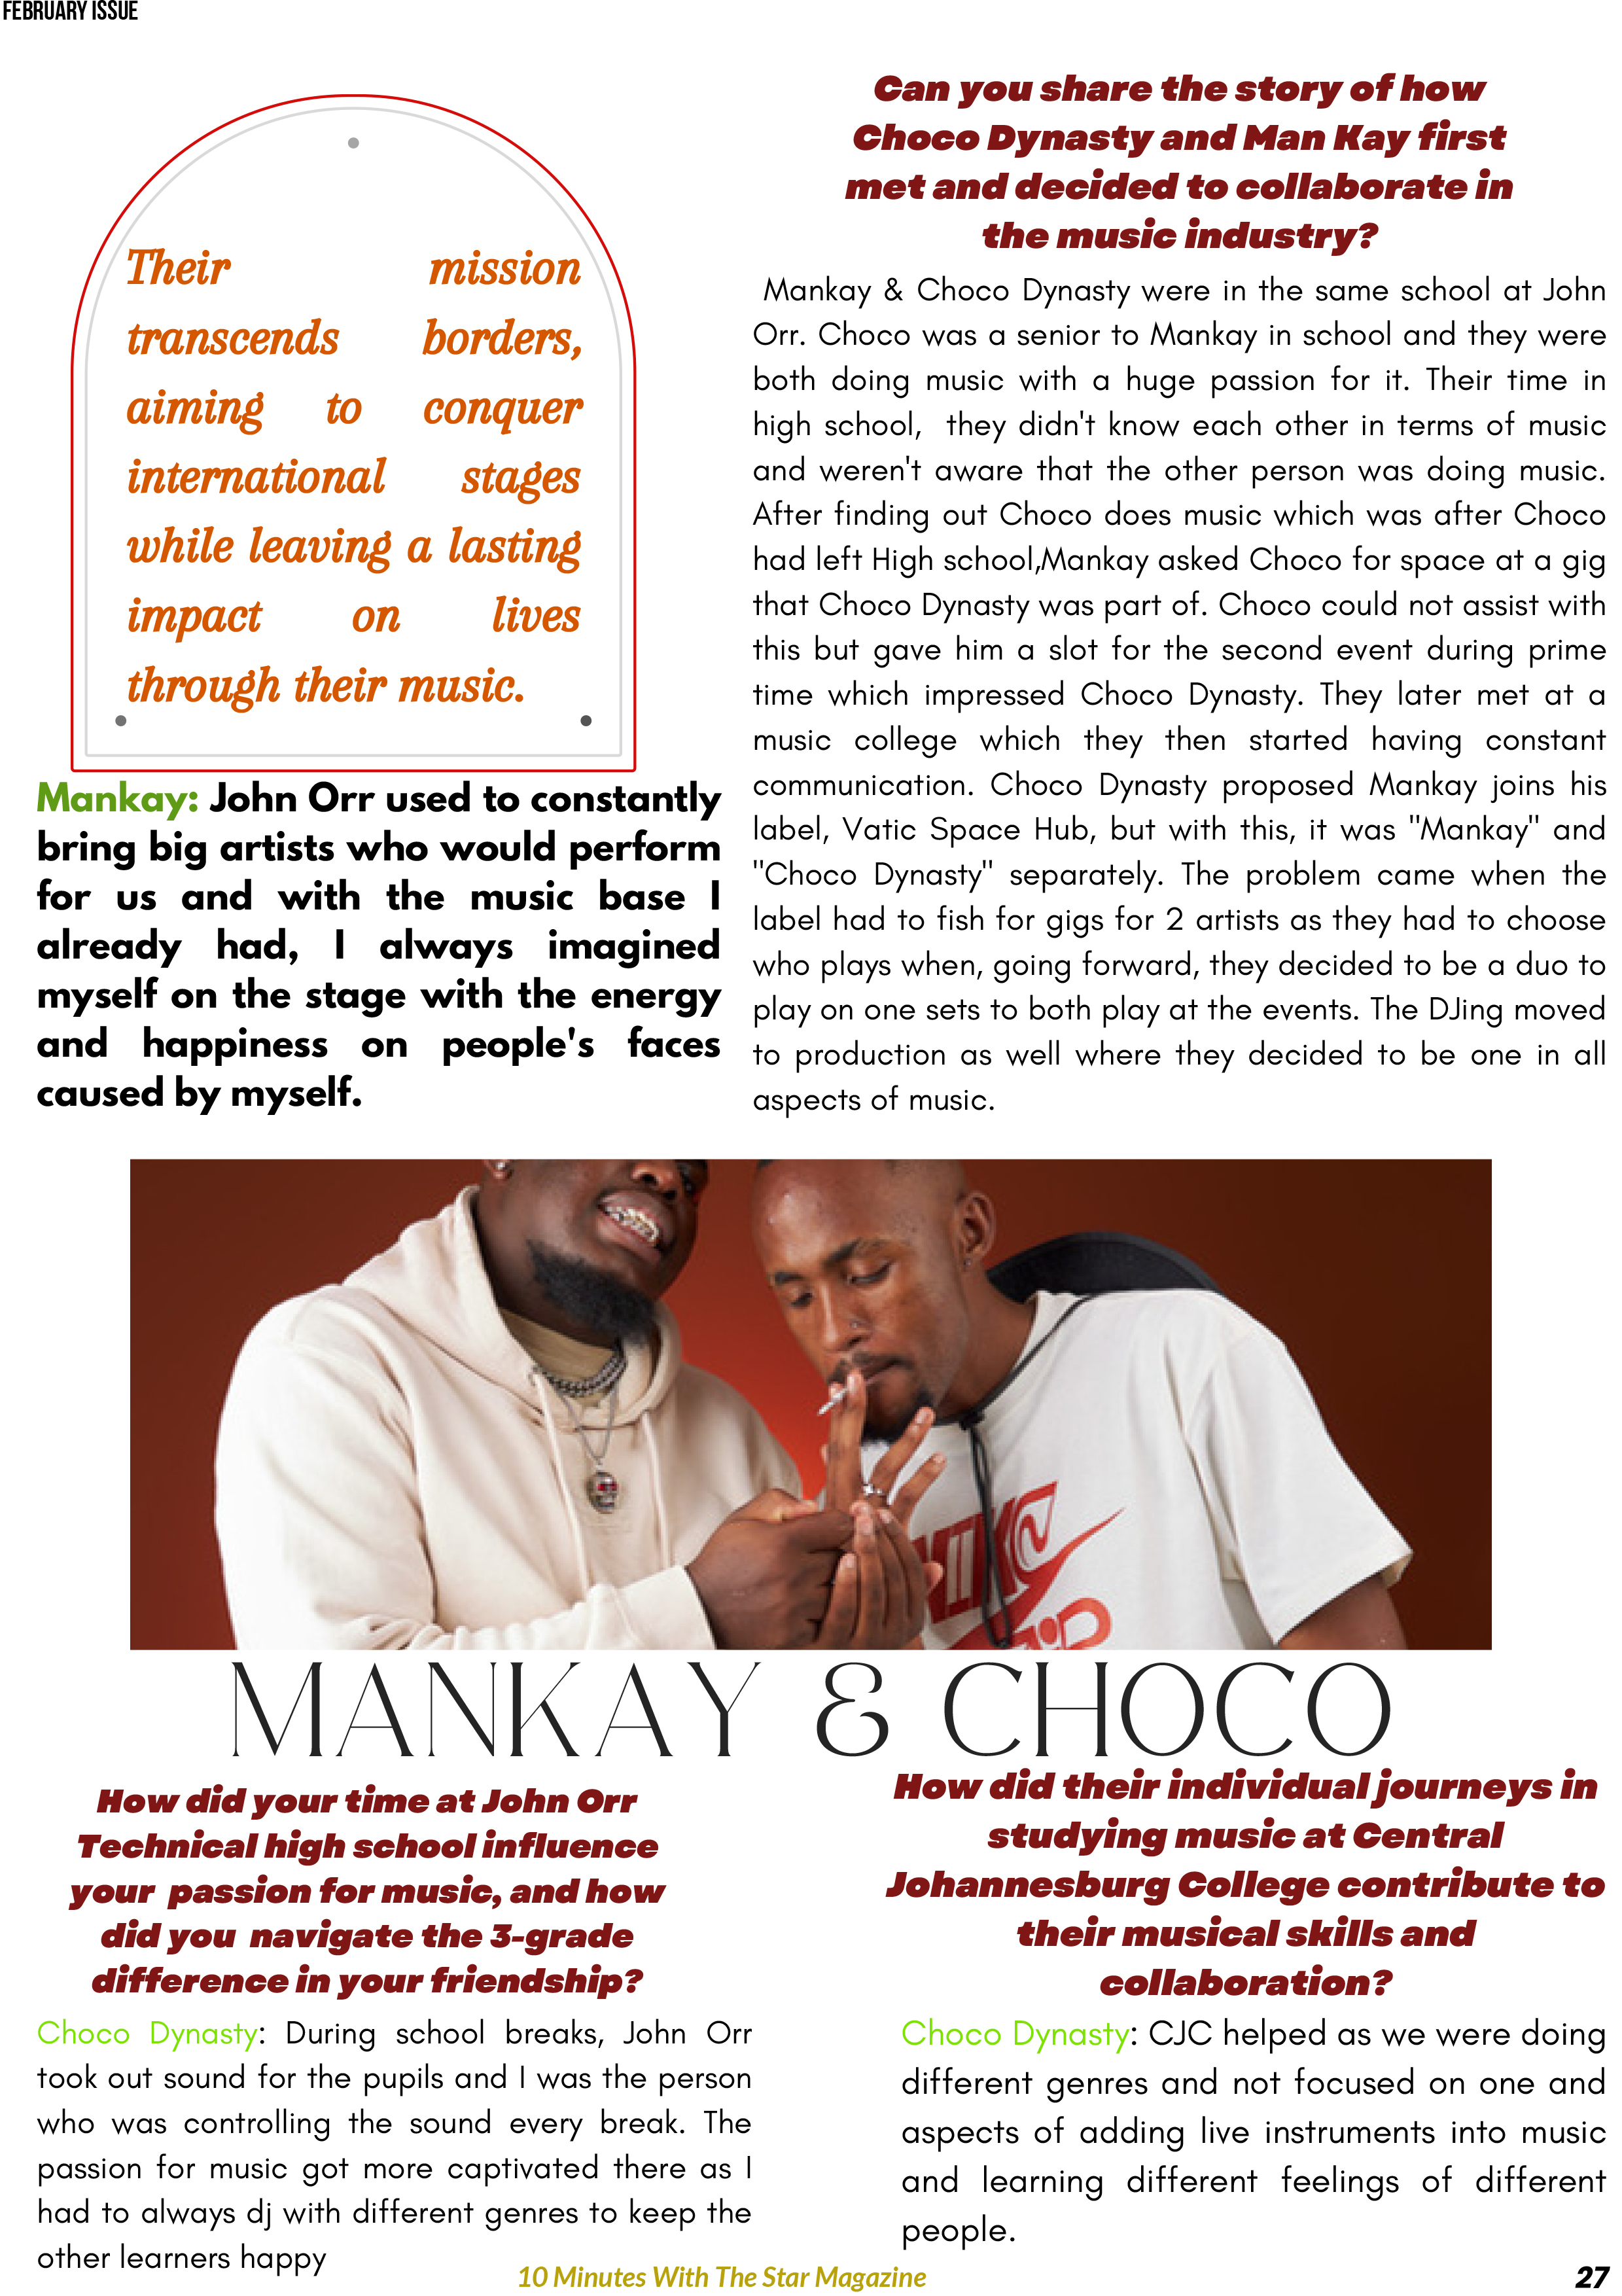 FEBRUARY ISSUE
Their mission
transcends borders,
aiming to conquer
international stages
while leaving a lasting
impact on lives
through their music.
Mankay: John Orr used to constantly
bring big artists who would perform
for us and with the music base I
already had, I always imagined
myself on the stage with the energy
and happiness on people's faces
caused by myself.
Can you share the story of how
Choco Dynasty and Man Kay first
met and decided to collaborate in
the music industry?
Mankay & Choco Dynasty were in the same school at John
Orr. Choco was a senior to Mankay in school and they were
both doing music with a huge passion for it. Their time in
high school,  they didn't know each other in terms of music
and weren't aware that the other person was doing music.
After finding out Choco does music which was after Choco
had left High school,Mankay asked Choco for space at a gig
that Choco Dynasty was part of. Choco could not assist with
this but gave him a slot for the second event during prime
time which impressed Choco Dynasty. They later met at a
music college which they then started having constant
communication. Choco Dynasty proposed Mankay joins his
label, Vatic Space Hub, but with this, it was "Mankay" and
"Choco Dynasty" separately. The problem came when the
label had to fish for gigs for 2 artists as they had to choose
who plays when, going forward, they decided to be a duo to
play on one sets to both play at the events. The DJing moved
to production as well where they decided to be one in all
aspects of music.
NIKE
MANKAY & CHOCO
How did your time at John Orr
Technical high school influence
your  passion for music, and how
did you  navigate the 3-grade
difference in your friendship?
Choco Dynasty: During school breaks, John Orr
took out sound for the pupils and I was the person
who was controlling the sound every break. The
passion for music got more captivated there as I
had to always dj with different genres to keep the
other learners happy
How did their individual journeys in
studying music at Central
Johannesburg College contribute to
their musical skills and
collaboration?
Choco Dynasty: CJC helped as we were doing
different genres and not focused on one and
aspects of adding live instruments into music
and learning different feelings of different
people.
10 Minutes With The Star Magazine
27